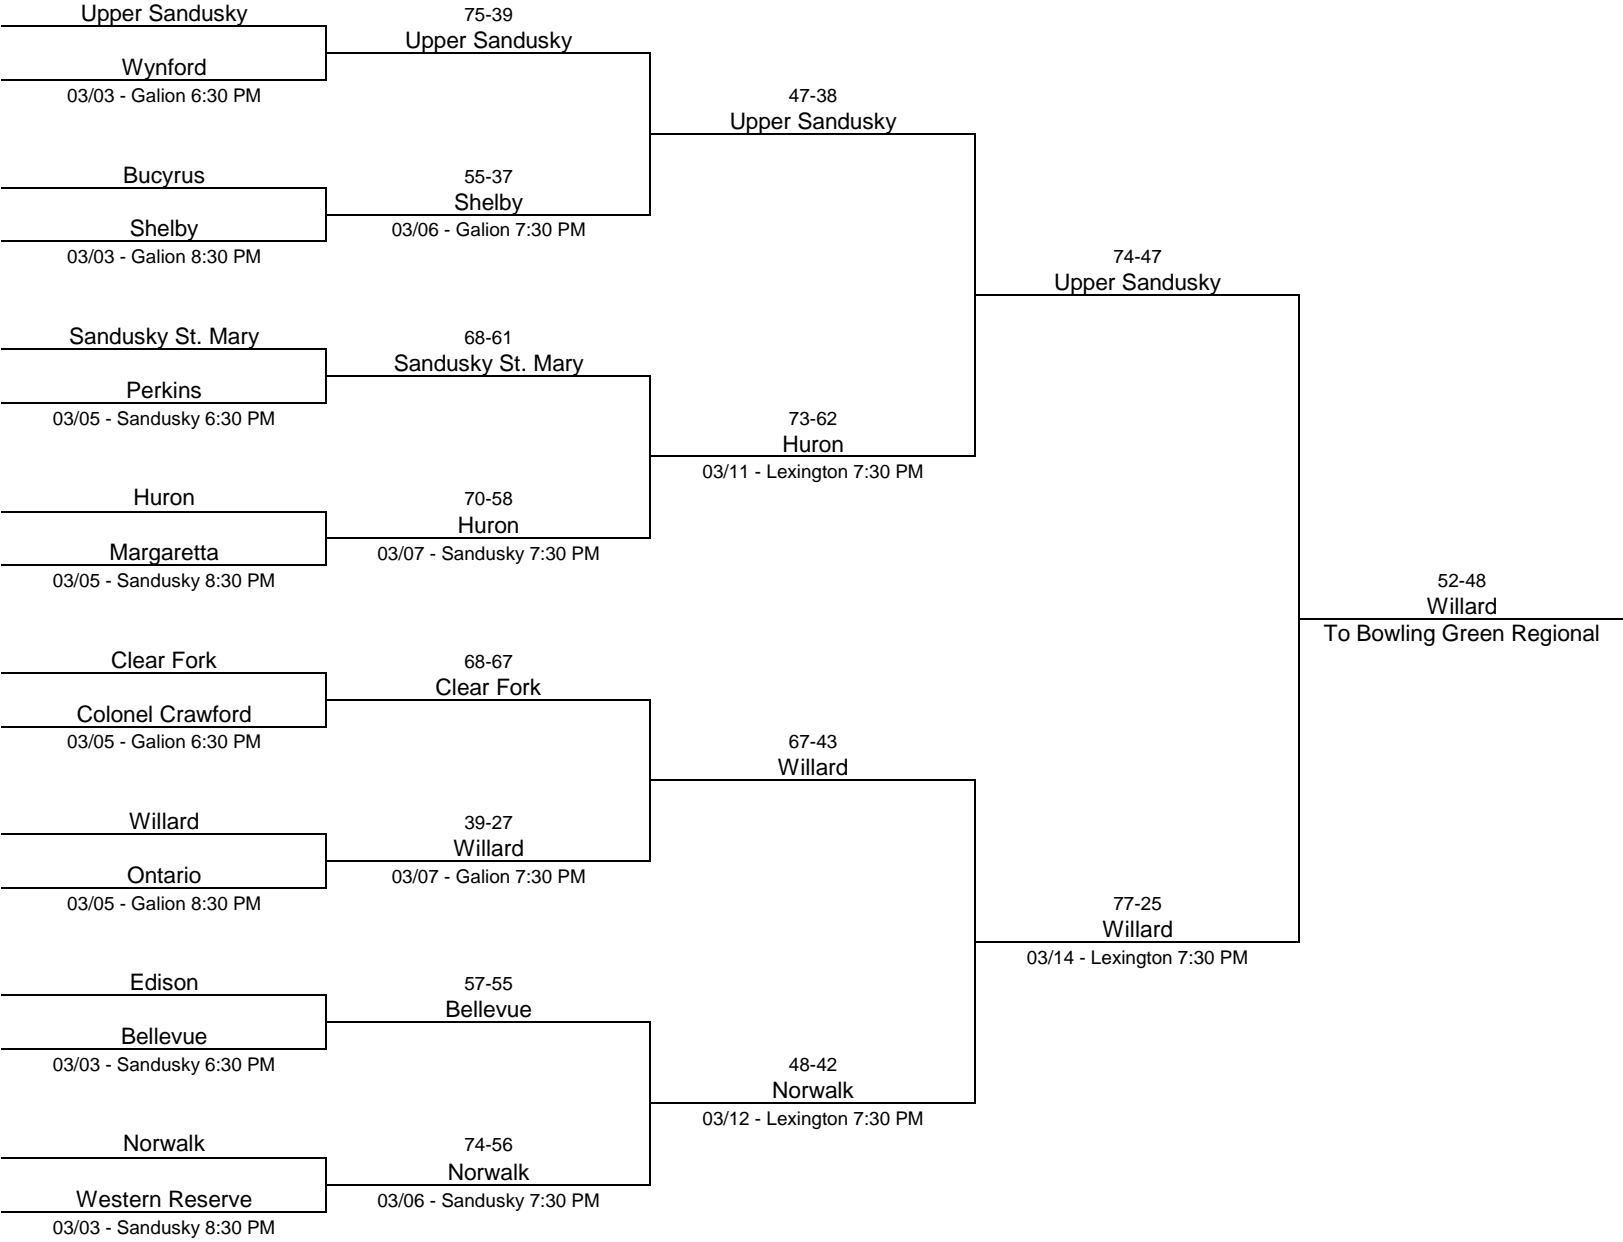 Upper Sandusky
Wynford
03/03 - Galion 6:30 PM
Bucyrus
Shelby
03/03 - Galion 8:30 PM
Sandusky St. Mary
Perkins
03/05 - Sandusky 6:30 PM
Huron
Margaretta
03/05 - Sandusky 8:30 PM
Clear Fork
Colonel Crawford
03/05 - Galion 6:30 PM
Willard
Ontario
03/05 - Galion 8:30 PM
Edison
Bellevue
03/03 - Sandusky 6:30 PM
Norwalk
Western Reserve
03/03 - Sandusky 8:30 PM
75-39
Upper Sandusky
55-37
Shelby
03/06 - Galion 7:30 PM
68-61
Sandusky St. Mary
70-58
Huron
03/07 - Sandusky 7:30 PM
68-67
Clear Fork
39-27
Willard
03/07 - Galion 7:30 PM
57-55
Bellevue
74-56
Norwalk
03/06 - Sandusky 7:30 PM
47-38
Upper Sandusky
73-62
Huron
03/11 - Lexington 7:30 PM
67-43
Willard
48-42
Norwalk
03/12 - Lexington 7:30 PM
74-47
Upper Sandusky
77-25
Willard
03/14 - Lexington 7:30 PM
52-48
Willard
To Bowling Green Regional